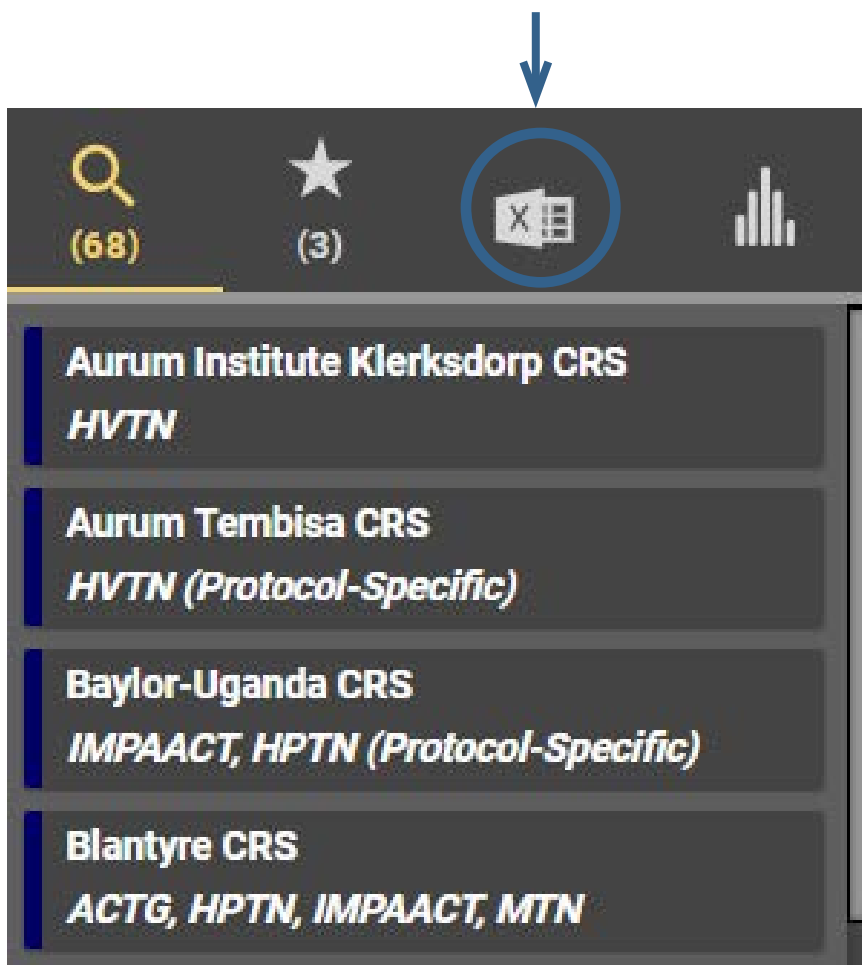 (68)
(3)
X
Aurum Institute Klerksdorp CRS
HVTN
Aurum Tembisa CRS
HVTN (Protocol-Specific)
Baylor-Uganda CRS
IMPAACT, HPTN (Protocol-Specific)
Blantyre CRS
ACTG, HPTN, IMPAACT, MTN